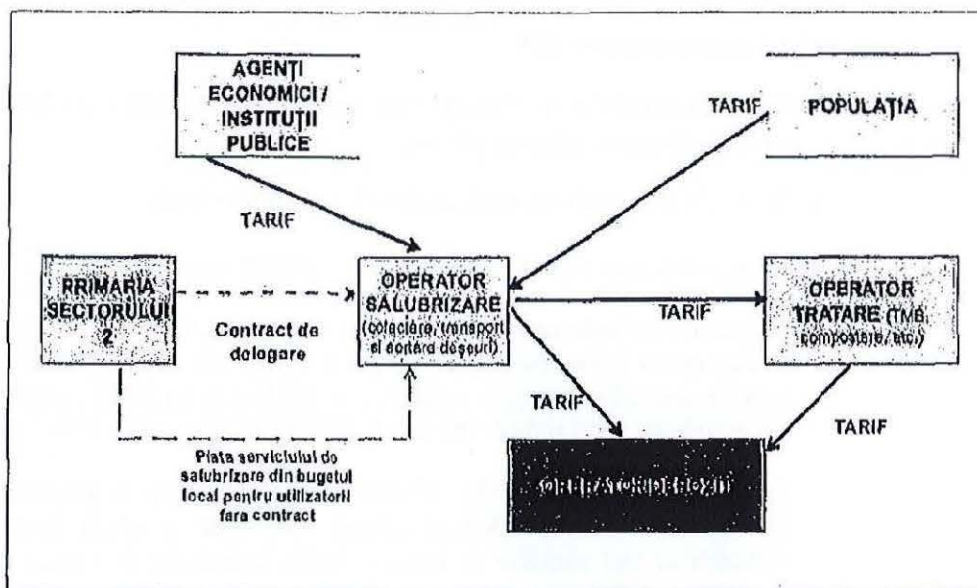 AGENȚI
ECONOMICI /
INSTITUȚII
PUBLICE
TARIF
POPULAȚIA
TARIF
PRIMARIA
SECTORULUI
2
Contract de
delegare
OPERATOR
SALUBRIZARE
(colectare, transport
si sortare deșeuri)
TARIF
OPERATOR
TRATARE (TMB,
compostare, etc.)
TARIF
TARIF
OPERATOR DEPOZIT
Plata serviciului de
salubrizare din bugetul
local pentru utilizatorii
fara contract